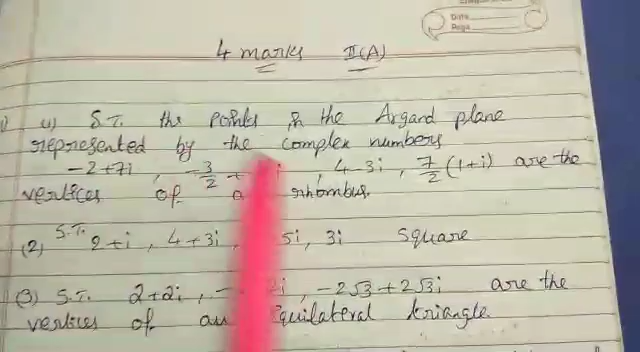 Date
Page
4 marks II(A)
1) (1) S.T. the points in the Argand plane
represented by the complex numbers
-2+7i, -3/2 + i, 4-3i, 7/2(1+i) are the
vertices of a rhombus.
(2) S.T. 2+i, 4+3i, 5i, 3i square
(3) S.T. 2+2i, - 2i, -2√3+2√3i are the
vertices of an equilateral triangle.